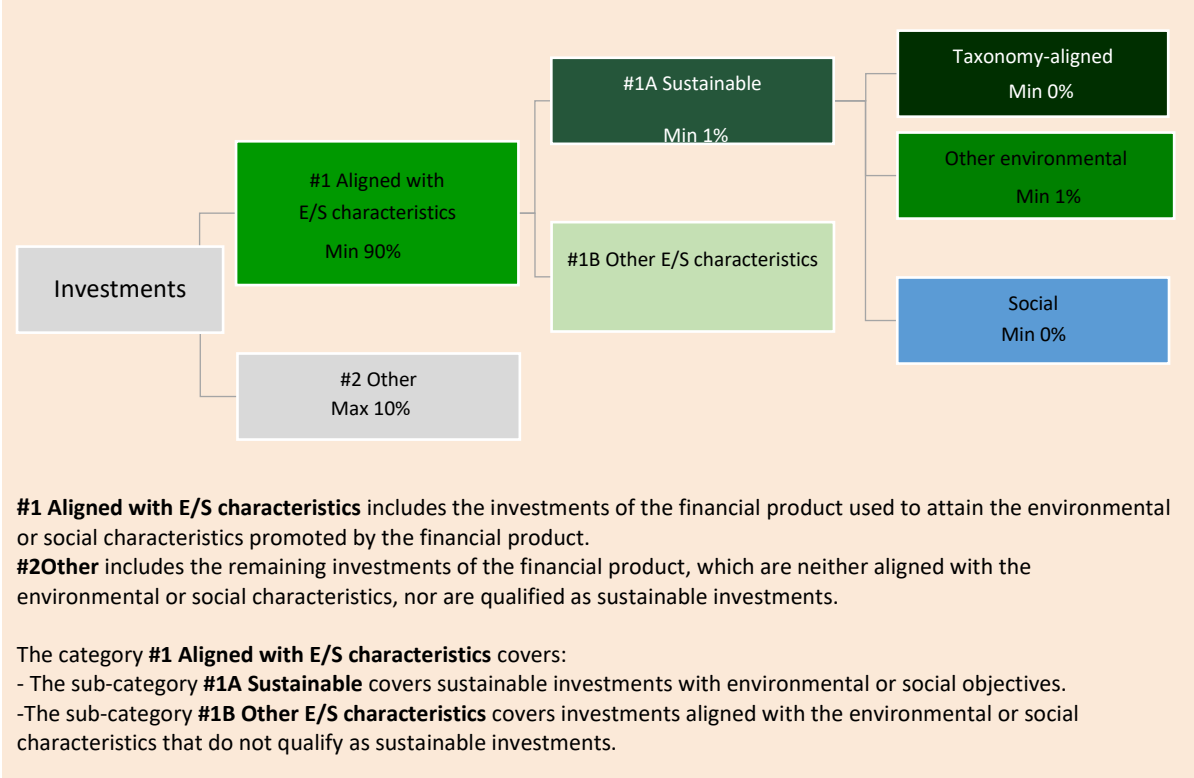 Investments
#1 Aligned with
E/S characteristics
Min 90%
#2 Other
Max 10%
#1A Sustainable
Min 1%
#1B Other E/S characteristics
Taxonomy-aligned
Min 0%
Other environmental
Min 1%
Social
Min 0%
#1 Aligned with E/S characteristics includes the investments of the financial product used to attain the environmental
or social characteristics promoted by the financial product.
#2Other includes the remaining investments of the financial product, which are neither aligned with the
environmental or social characteristics, nor are qualified as sustainable investments.
The category #1 Aligned with E/S characteristics covers:
- The sub-category #1A Sustainable covers sustainable investments with environmental or social objectives.
-The sub-category #1B Other E/S characteristics covers investments aligned with the environmental or social
characteristics that do not qualify as sustainable investments.